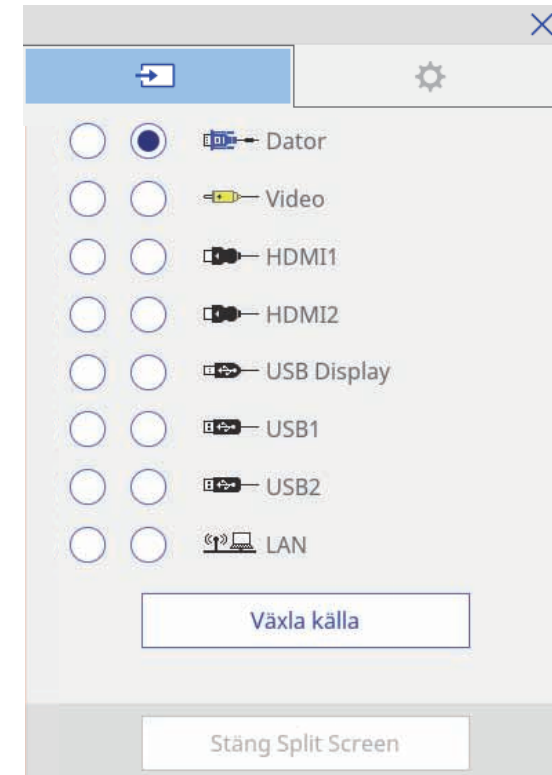 Dator
Video
HDMI1
HDMI2
USB Display
USB1
USB2
LAN
Växla källa
Stäng Split Screen